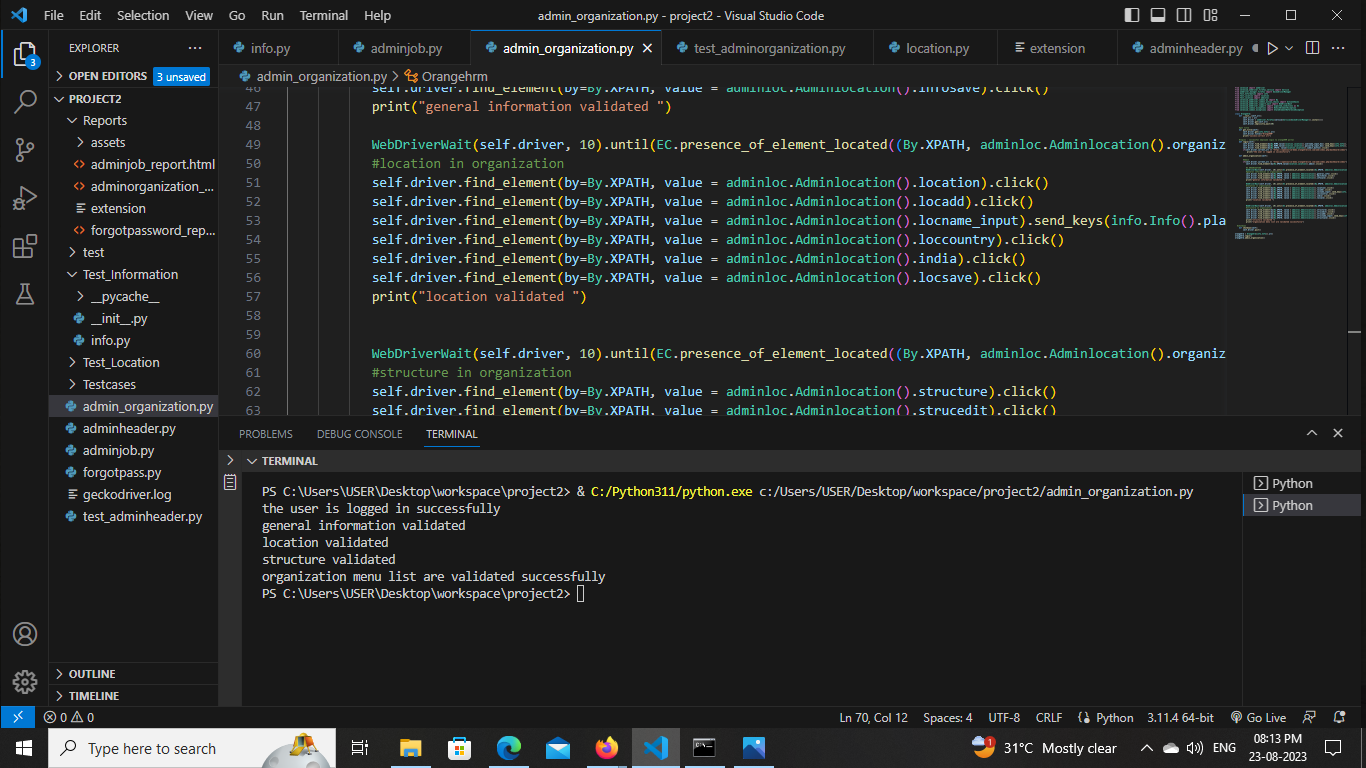 File Edit Selection View Go Run Terminal Help admin_organization.py - project2 - Visual Studio Code
EXPLORER
info.py adminjob.py admin_organization.py test_adminorganization.py location.py extension adminheader.py
OPEN EDITORS 3 unsaved
admin_organization.py > Orangehrm
PROJECT2
Reports
assets
adminjob_report.html
adminorganization_...
extension
forgotpassword_rep...
test
Test_Information
__pycache__
__init__.py
info.py
Test_Location
Testcases
admin_organization.py
adminheader.py
adminjob.py
forgotpass.py
geckodriver.log
test_adminheader.py
OUTLINE
TIMELINE
3
46 self.driver.find_element(by=By.XPATH, value = adminloc.Adminlocation().infosave).click()
47 print("general information validated ")
48
49 WebDriverWait(self.driver, 10).until(EC.presence_of_element_located((By.XPATH, adminloc.Adminlocation().organiz
50 #location in organization
51 self.driver.find_element(by=By.XPATH, value = adminloc.Adminlocation().location).click()
52 self.driver.find_element(by=By.XPATH, value = adminloc.Adminlocation().locadd).click()
53 self.driver.find_element(by=By.XPATH, value = adminloc.Adminlocation().locname_input).send_keys(info.Info().pla
54 self.driver.find_element(by=By.XPATH, value = adminloc.Adminlocation().loccountry).click()
55 self.driver.find_element(by=By.XPATH, value = adminloc.Adminlocation().india).click()
56 self.driver.find_element(by=By.XPATH, value = adminloc.Adminlocation().locsave).click()
57 print("location validated ")
58
59
60 WebDriverWait(self.driver, 10).until(EC.presence_of_element_located((By.XPATH, adminloc.Adminlocation().organiz
61 #structure in organization
62 self.driver.find_element(by=By.XPATH, value = adminloc.Adminlocation().structure).click()
63 self.driver.find_element(by=By.XPATH, value = adminloc.Adminlocation().strucedit).click()
PROBLEMS DEBUG CONSOLE TERMINAL
TERMINAL
PS C:\Users\USER\Desktop\workspace\project2> & C:/Python311/python.exe c:/Users/USER/Desktop/workspace/project2/admin_organization.py
the user is logged in successfully
general information validated
location validated
structure validated
organization menu list are validated successfully
PS C:\Users\USER\Desktop\workspace\project2>
Python
Python
0 0 Ln 70, Col 12 Spaces: 4 UTF-8 CRLF Python 3.11.4 64-bit Go Live
Type here to search 1 31°C Mostly clear ENG 08:13 PM
23-08-2023